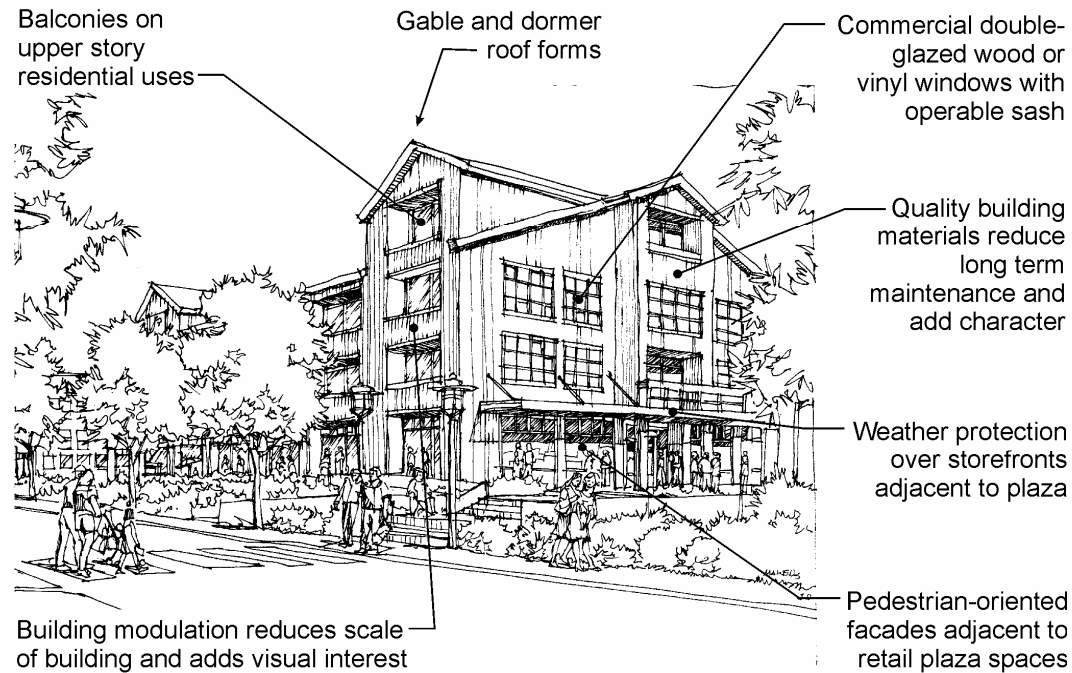 Balconies on
upper story
residential uses
Gable and dormer
roof forms
Commercial double-
glazed wood or
vinyl windows with
operable sash
Quality building
materials reduce
long term
maintenance and
add character
Weather protection
over storefronts
adjacent to plaza
Pedestrian-oriented
facades adjacent to
retail plaza spaces
Building modulation reduces scale
of building and adds visual interest